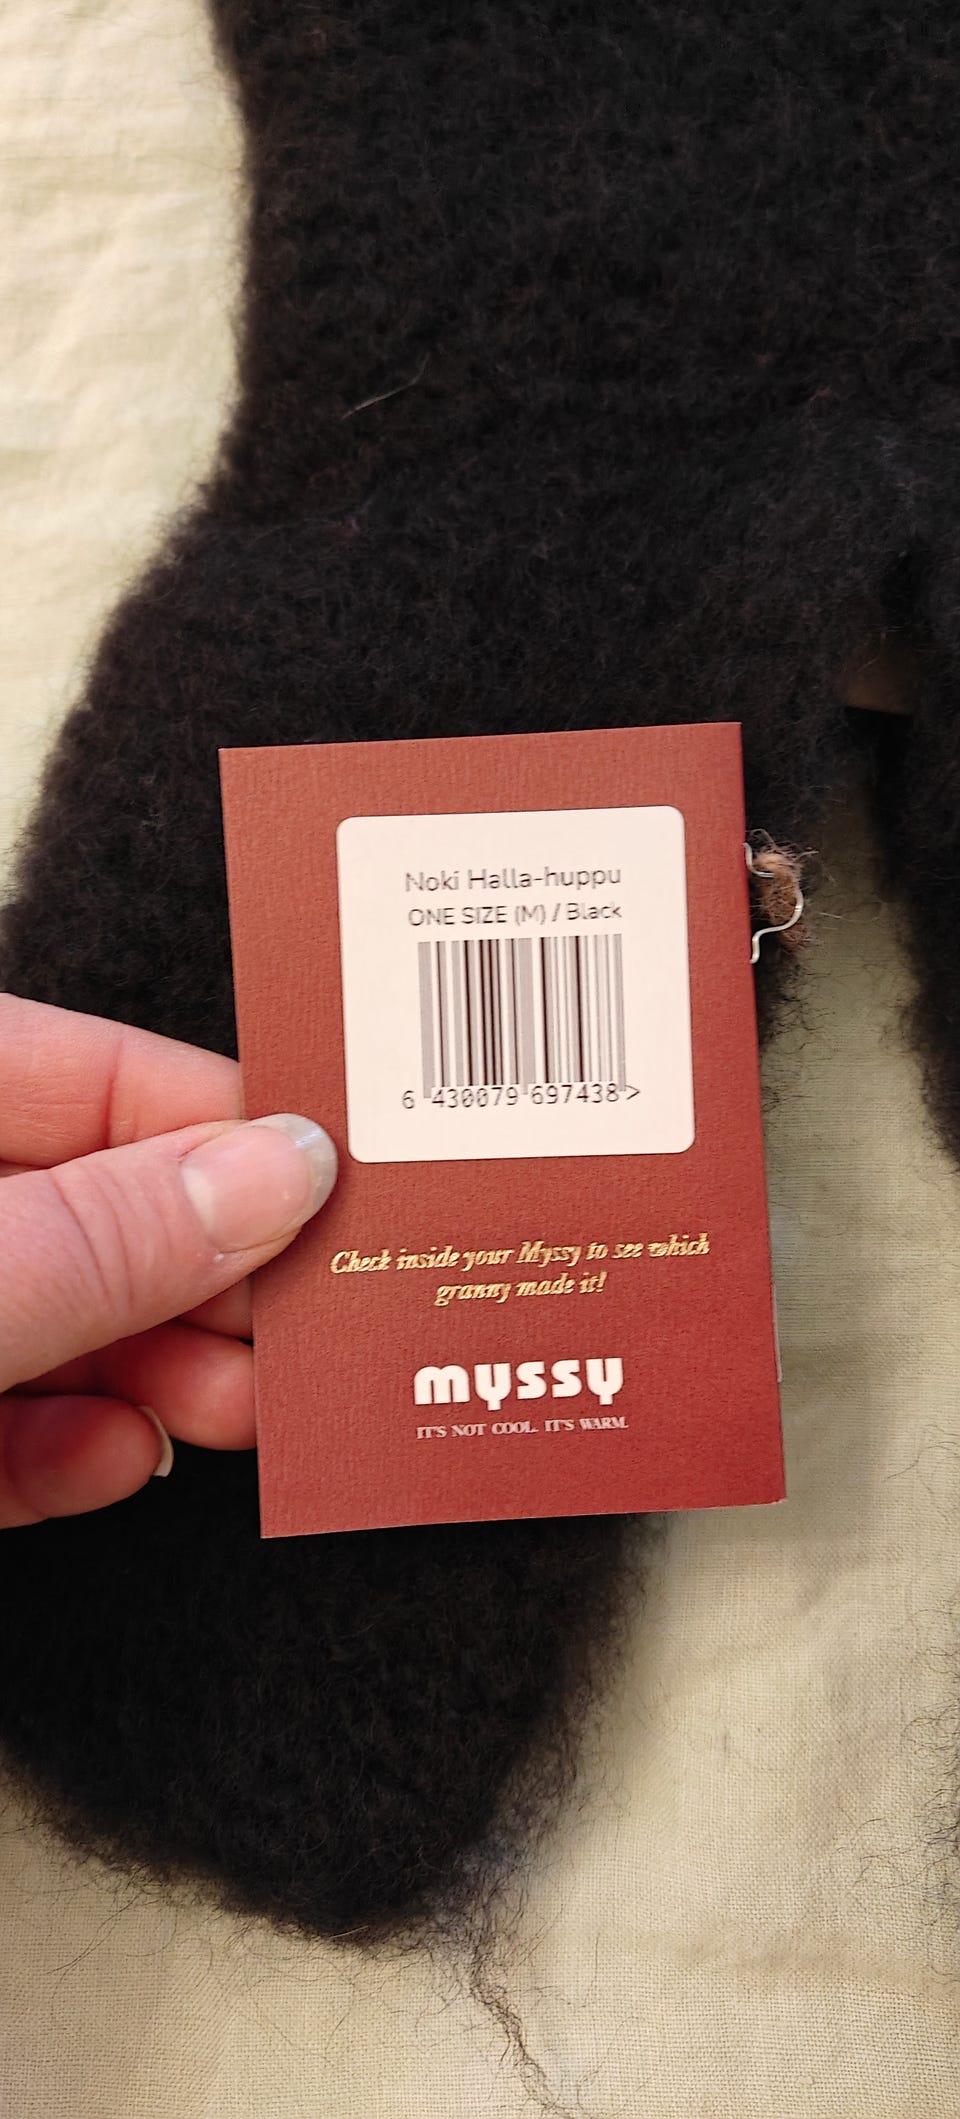 Noki Halla-huppu
ONE SIZE (M) / Black
6 430079 697438 >
Check inside your Myssy to see which
granny made it!
myssy
IT'S NOT COOL. IT'S WARM.